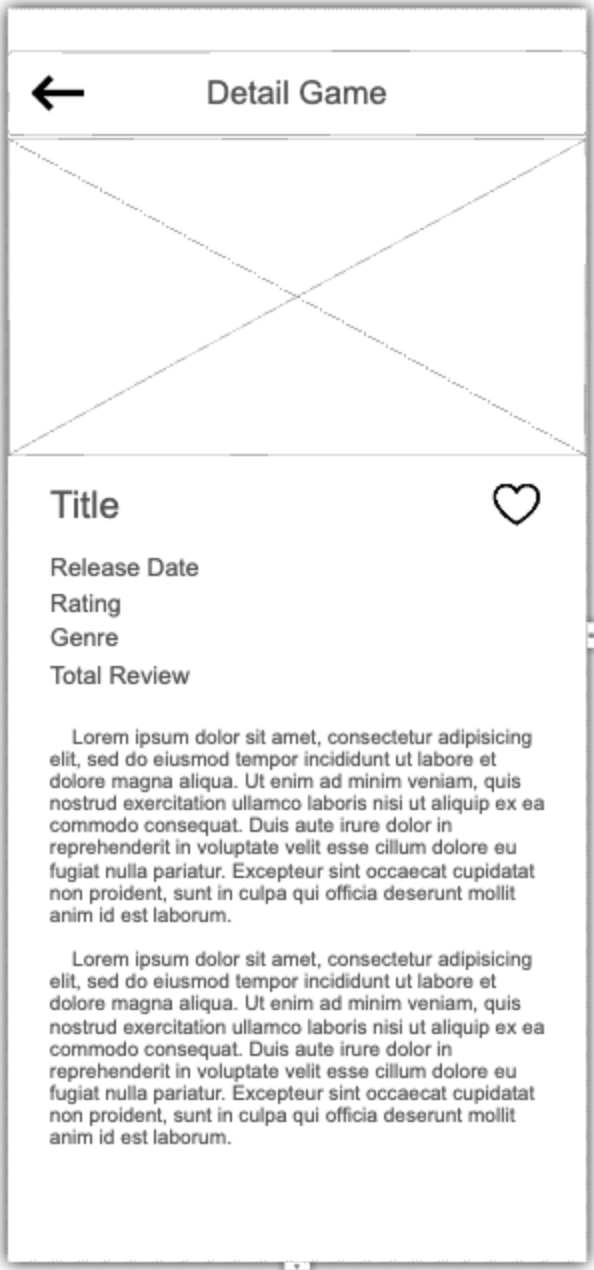 Detail Game
Title
Release Date
Rating
Genre
Total Review
Lorem ipsum dolor sit amet, consectetur adipisicing
elit, sed do eiusmod tempor incididunt ut labore et
dolore magna aliqua. Ut enim ad minim veniam, quis
nostrud exercitation ullamco laboris nisi ut aliquip ex ea
commodo consequat. Duis aute irure dolor in
reprehenderit in voluptate velit esse cillum dolore eu
fugiat nulla pariatur. Excepteur sint occaecat cupidatat
non proident, sunt in culpa qui officia deserunt mollit
anim id est laborum.
Lorem ipsum dolor sit amet, consectetur adipisicing
elit, sed do eiusmod tempor incididunt ut labore et
dolore magna aliqua. Ut enim ad minim veniam, quis
nostrud exercitation ullamco laboris nisi ut aliquip ex ea
commodo consequat. Duis aute irure dolor in
reprehenderit in voluptate velit esse cillum dolore eu
fugiat nulla pariatur. Excepteur sint occaecat cupidatat
non proident, sunt in culpa qui officia deserunt mollit
anim id est laborum.